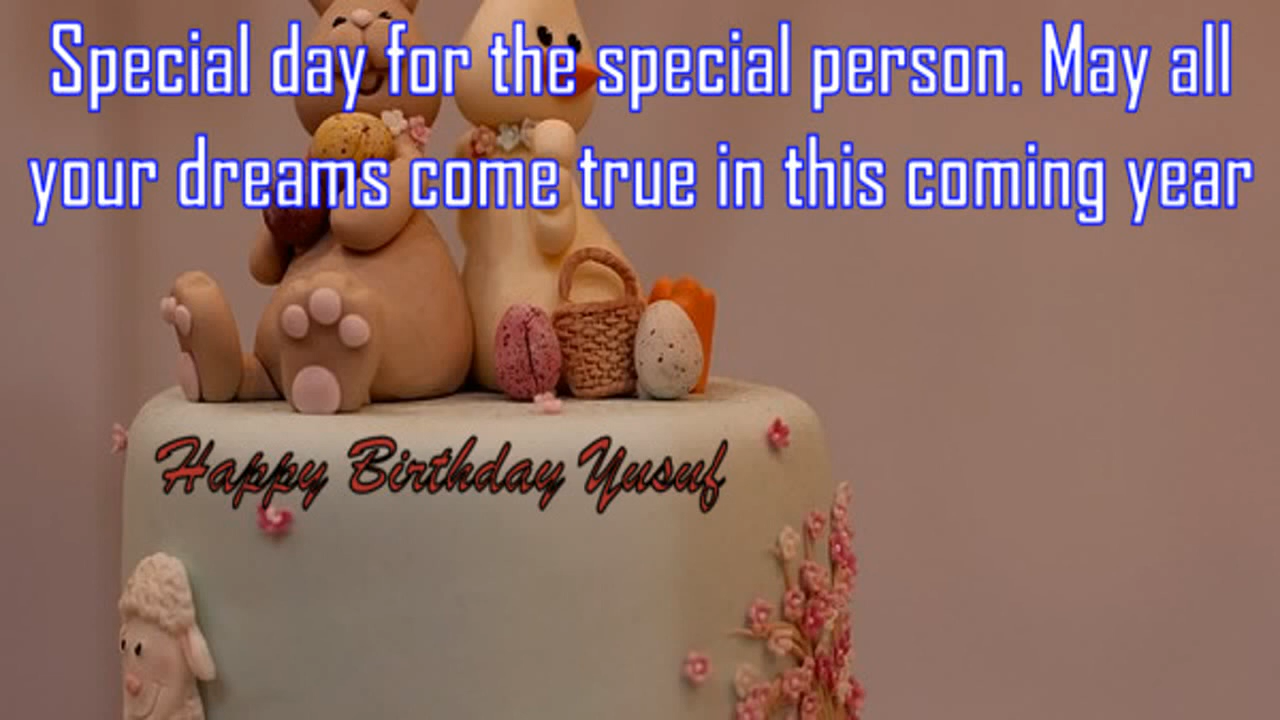 Special day for the special person. May all
your dreams come true in this coming year
Happy Birthday Yusuf